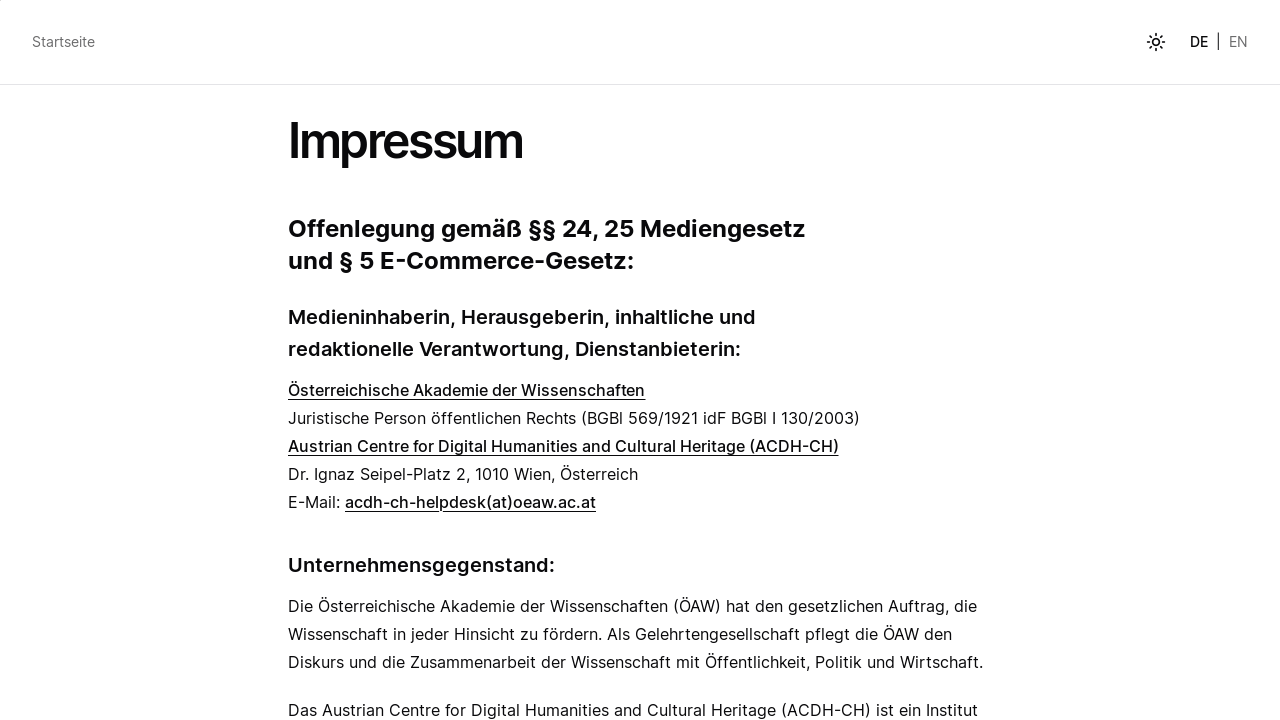 Startseite
DE | EN
Impressum
Offenlegung gemäß §§ 24, 25 Mediengesetz
und § 5 E-Commerce-Gesetz:
Medieninhaberin, Herausgeberin, inhaltliche und
redaktionelle Verantwortung, Dienstanbieterin:
Österreichische Akademie der Wissenschaften
Juristische Person öffentlichen Rechts (BGBl 569/1921 idF BGBl I 130/2003)
Austrian Centre for Digital Humanities and Cultural Heritage (ACDH-CH)
Dr. Ignaz Seipel-Platz 2, 1010 Wien, Österreich
E-Mail: acdh-ch-helpdesk(at)oeaw.ac.at
Unternehmensgegenstand:
Die Österreichische Akademie der Wissenschaften (ÖAW) hat den gesetzlichen Auftrag, die
Wissenschaft in jeder Hinsicht zu fördern. Als Gelehrtengesellschaft pflegt die ÖAW den
Diskurs und die Zusammenarbeit der Wissenschaft mit Öffentlichkeit, Politik und Wirtschaft.
Das Austrian Centre for Digital Humanities and Cultural Heritage (ACDH-CH) ist ein Institut